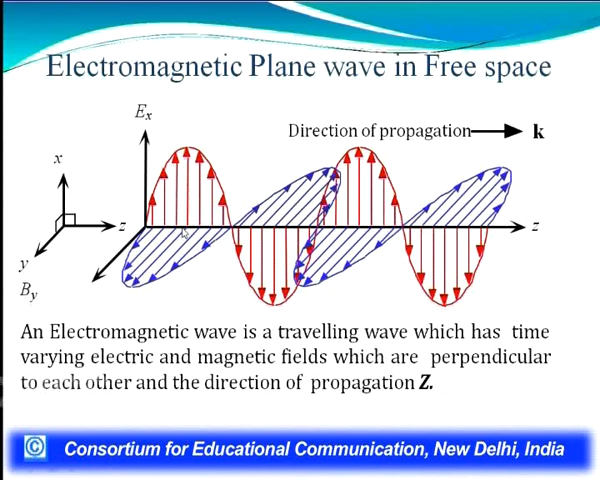 Electromagnetic Plane wave in Free space
Eₓ
Direction of propagation k
x
z
z
y
Bᵧ
An Electromagnetic wave is a travelling wave which has time
varying electric and magnetic fields which are perpendicular
to each other and the direction of propagation Z.
© Consortium for Educational Communication, New Delhi, India